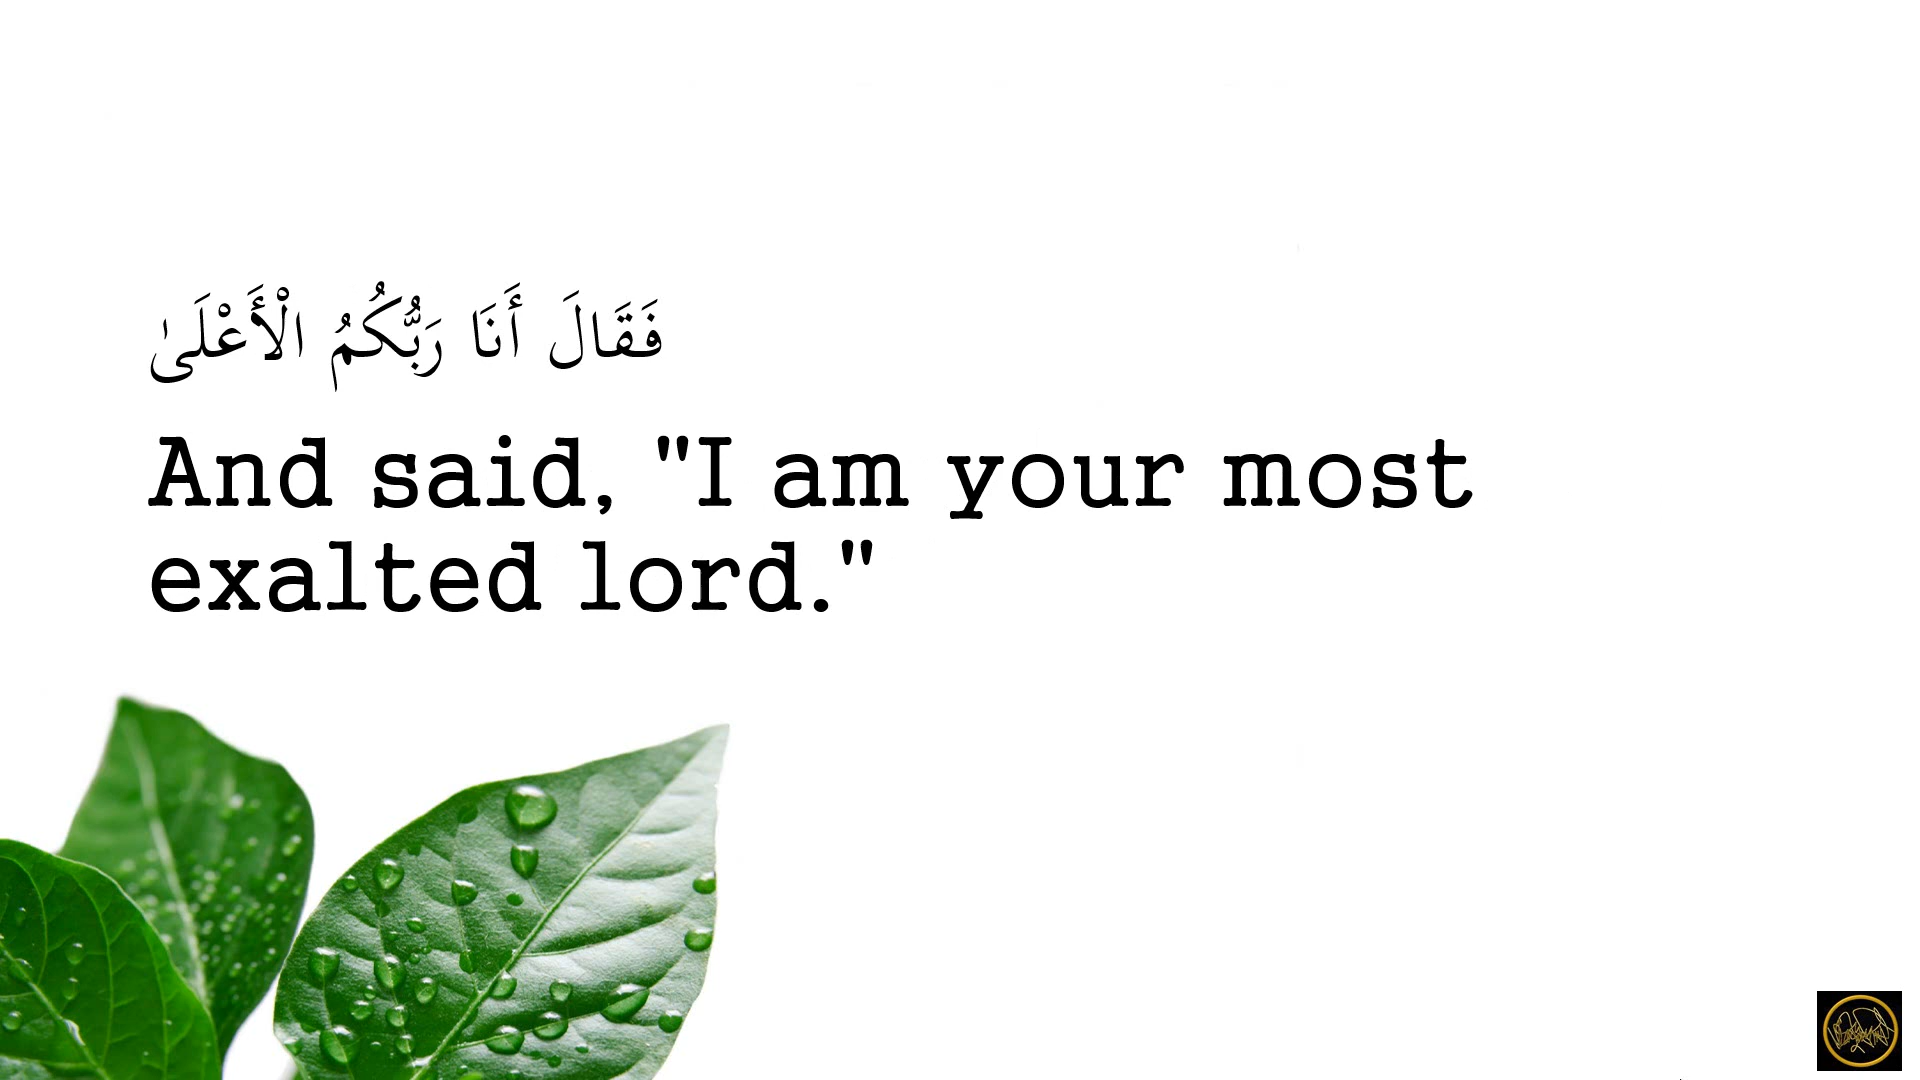 فَقَالَ أَنَا رَبُّكُمُ الْأَعْلَىٰ
And said, "I am your most
exalted lord."